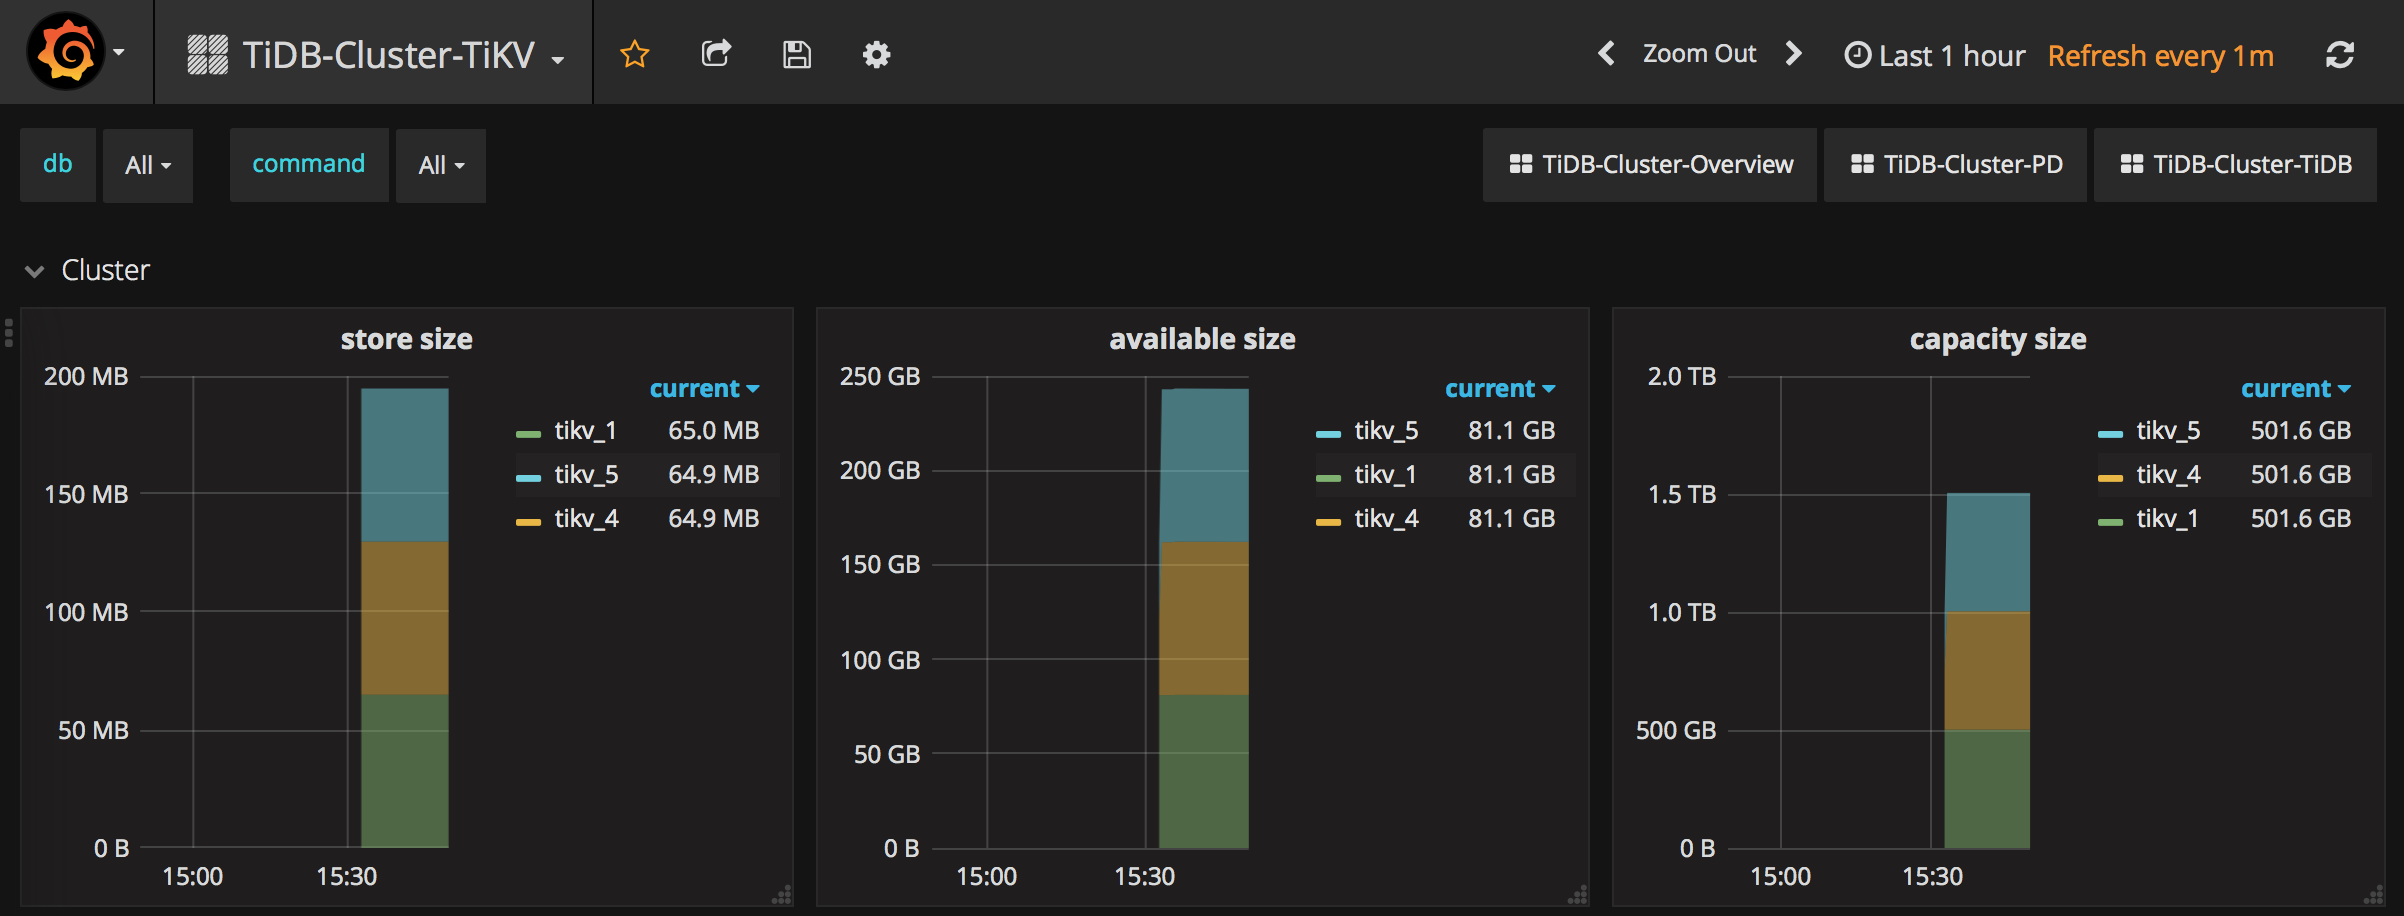 TiDB-Cluster-TiKV
Zoom Out
Last 1 hour
Refresh every 1m
db
All
command
All
TiDB-Cluster-Overview
TiDB-Cluster-PD
TiDB-Cluster-TiDB
Cluster
store size
200 MB
150 MB
100 MB
50 MB
0 B
15:00
15:30
current
tikv_1 65.0 MB
tikv_5 64.9 MB
tikv_4 64.9 MB
available size
250 GB
200 GB
150 GB
100 GB
50 GB
0 B
15:00
15:30
current
tikv_5 81.1 GB
tikv_1 81.1 GB
tikv_4 81.1 GB
capacity size
2.0 TB
1.5 TB
1.0 TB
500 GB
0 B
15:00
15:30
current
tikv_5 501.6 GB
tikv_4 501.6 GB
tikv_1 501.6 GB